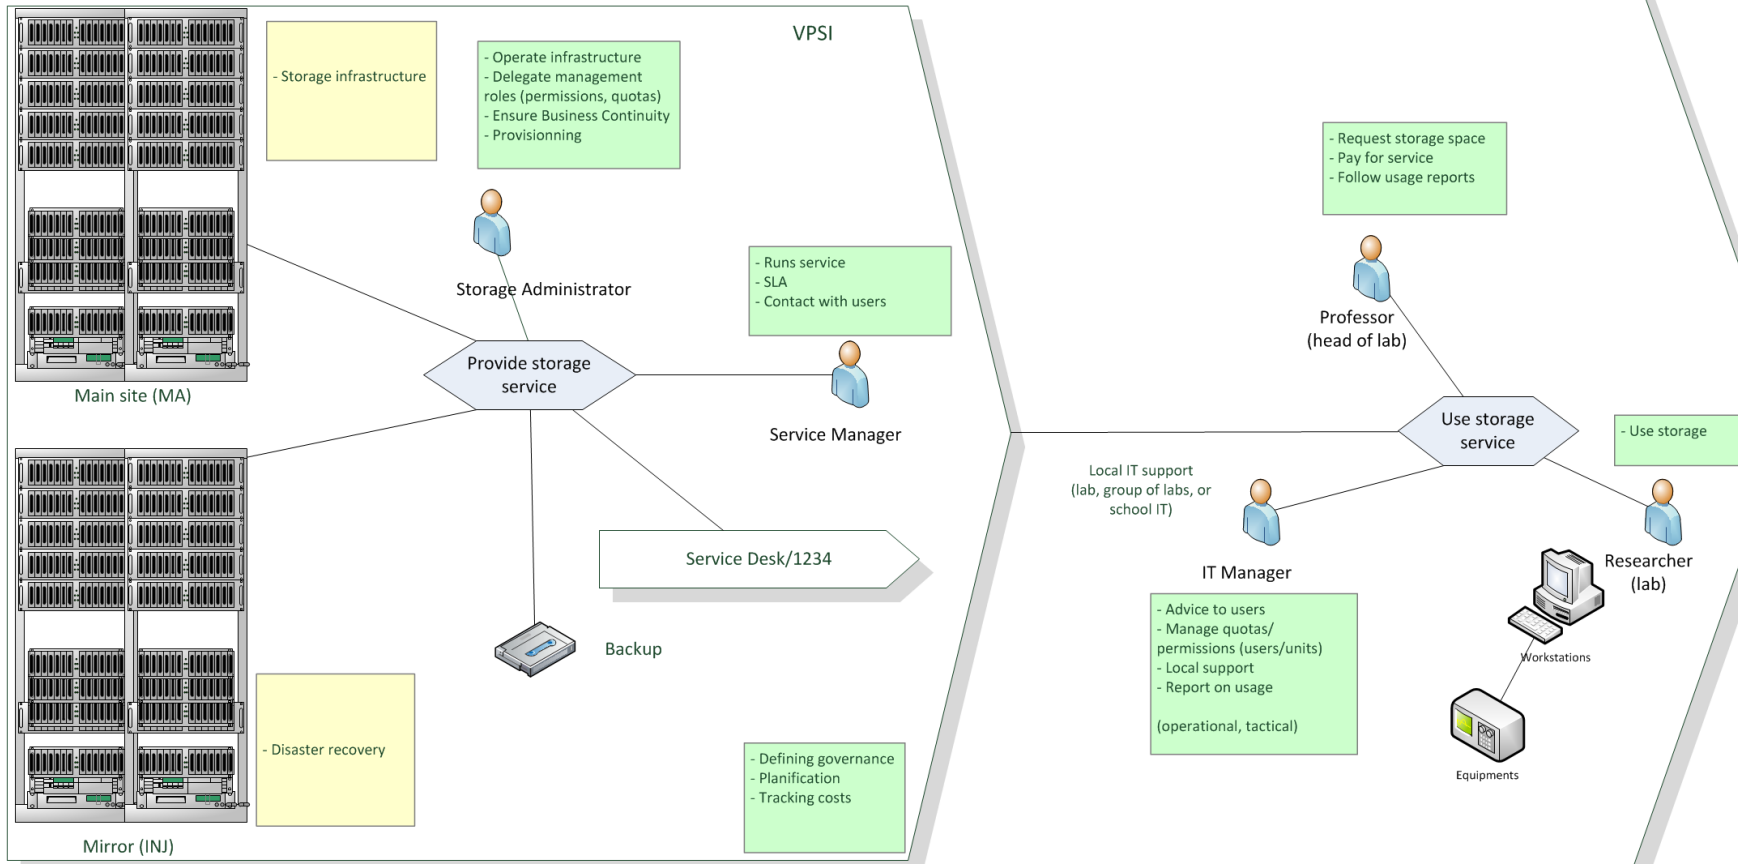 VPSI
- Storage infrastructure
- Operate infrastructure
- Delegate management
roles (permissions, quotas)
- Ensure Business Continuity
- Provisionning
Storage Administrator
- Runs service
- SLA
- Contact with users
Provide storage
service
Service Manager
Main site (MA)
Service Desk/1234
Backup
- Disaster recovery
Mirror (INJ)
- Defining governance
- Planification
- Tracking costs
- Request storage space
- Pay for service
- Follow usage reports
Professor
(head of lab)
Use storage
service
- Use storage
Local IT support
(lab, group of labs, or
school IT)
IT Manager
- Advice to users
- Manage quotas/
permissions (users/units)
- Local support
- Report on usage
(operational, tactical)
Researcher
(lab)
Workstations
Equipments